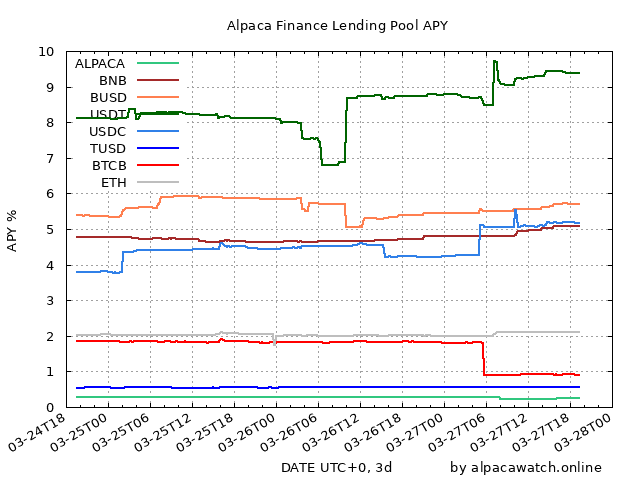 Alpaca Finance Lending Pool APY
10
9
8
7
6
5
4
3
2
1
0
APY %
ALPACA
BNB
BUSD
USDT
USDC
TUSD
BTCB
ETH
03-24T18
03-25T00
03-25T06
03-25T12
03-25T18
03-26T00
03-26T06
03-26T12
03-26T18
03-27T00
03-27T06
03-27T12
03-27T18
03-28T00
DATE UTC+0, 3d
by alpacawatch.online